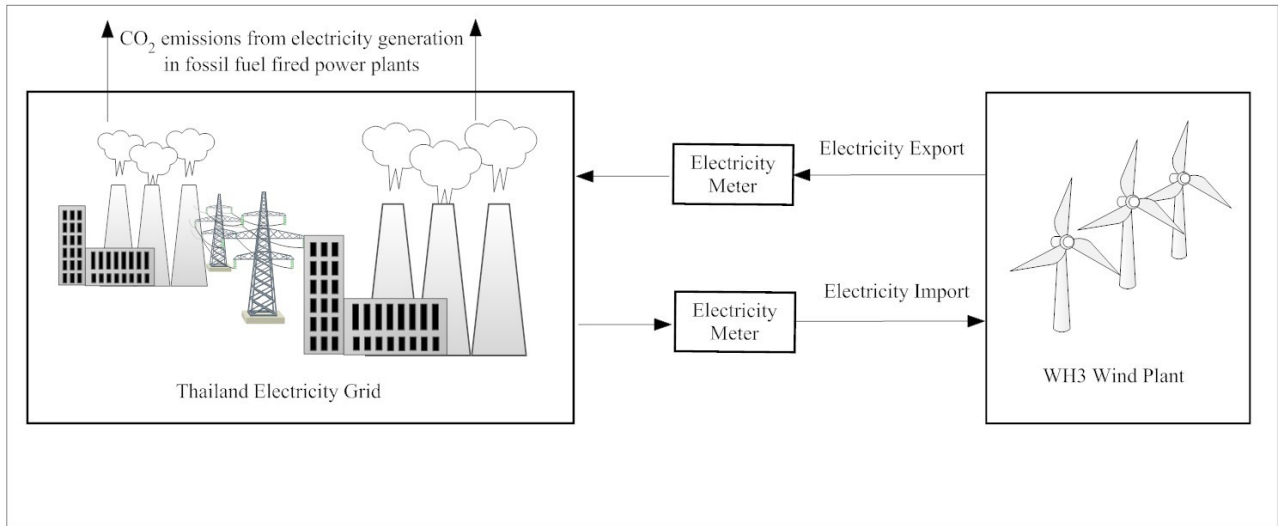 CO₂ emissions from electricity generation
in fossil fuel fired power plants
Electricity
Meter
Electricity Export
Electricity
Meter
Electricity Import
Thailand Electricity Grid
WH3 Wind Plant